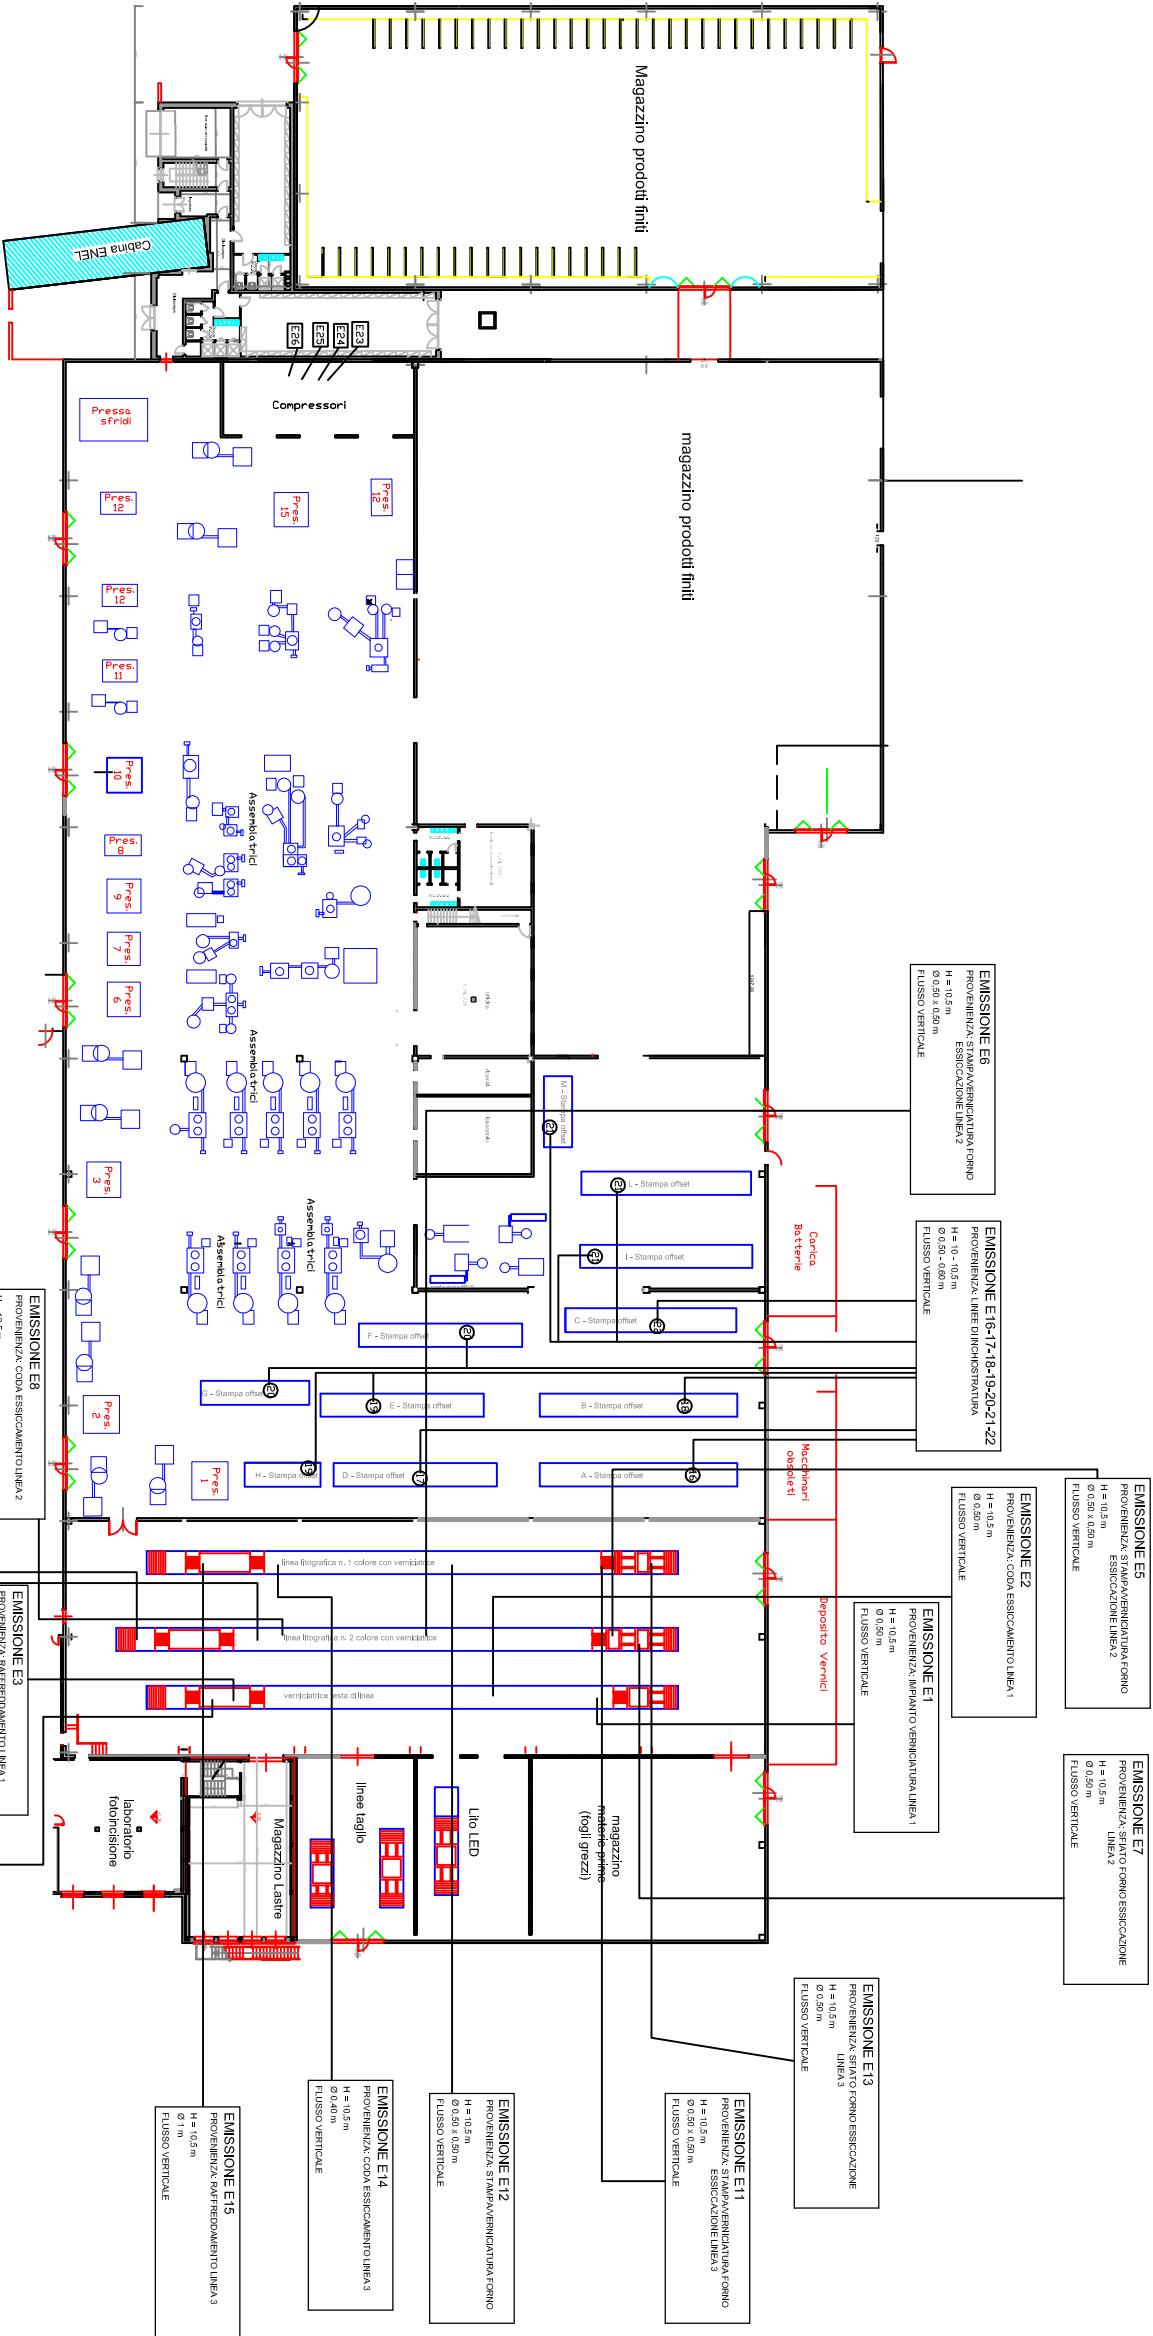 Magazzino prodotti finiti
Cabina ENEL
E26
E25
E24
E23
Compressori
magazzino prodotti finiti
Pressa
sfridi
Pres.
12
Pres.
15
Pres.
12
Pres.
12
Pres.
11
Pres.
10
Pres.
8
Pres.
9
Pres.
7
Pres.
6
Pres.
3
Pres.
2
Pres.
1
Assemblatrici
Assemblatrici
Assemblatrici
Assemblatrici
M - Stampa offset
21
L - Stampa offset
21
I - Stampa offset
C - Stampa offset
F - Stampa offset
20
G - Stampa offset
20
E - Stampa offset
19
B - Stampa offset
18
H - Stampa offset
19
D - Stampa offset
17
A - Stampa offset
16
Carica
Batterie
Macchinari
obsoleti
Deposito Vernici
linea litografica n. 1 colore con verniciatrice
linea litografica n. 2 colore con verniciatrice
verniciatrice testa di linea
laboratorio
fotoincisione
Magazzino Lastre
linee taglio
Lito LED
magazzino
materie prime
(fogli grezzi)
EMISSIONE E6
PROVENIENZA: STAMPA/VERNICIATURA FORNO
ESSICCAZIONE LINEA 2
H = 10,5 m
Ø 0,50 x 0,50 m
FLUSSO VERTICALE
EMISSIONE E16-17-18-19-20-21-22
PROVENIENZA: LINEE DI INCHIOSTRATURA
H = 10 - 10,5 m
Ø 0,50 - 0,60 m
FLUSSO VERTICALE
EMISSIONE E5
PROVENIENZA: STAMPA/VERNICIATURA FORNO
ESSICCAZIONE LINEA 2
H = 10,5 m
Ø 0,50 x 0,50 m
FLUSSO VERTICALE
EMISSIONE E2
PROVENIENZA: CODA ESSICCAMENTO LINEA 1
H = 10,5 m
Ø 0,50 m
FLUSSO VERTICALE
EMISSIONE E1
PROVENIENZA: IMPIANTO VERNICIATURA LINEA 1
H = 10,5 m
Ø 0,50 m
FLUSSO VERTICALE
EMISSIONE E7
PROVENIENZA: SFIATO FORNO ESSICCAZIONE
LINEA 2
H = 10,5 m
Ø 0,50 m
FLUSSO VERTICALE
EMISSIONE E8
PROVENIENZA: CODA ESSICCAMENTO LINEA 2
EMISSIONE E3
PROVENIENZA: RAFFREDDAMENTO LINEA 1
EMISSIONE E13
PROVENIENZA: SFIATO FORNO ESSICCAZIONE
LINEA 3
H = 10,5 m
Ø 0,50 m
FLUSSO VERTICALE
EMISSIONE E11
PROVENIENZA: STAMPA/VERNICIATURA FORNO
ESSICCAZIONE LINEA 3
H = 10,5 m
Ø 0,50 x 0,50 m
FLUSSO VERTICALE
EMISSIONE E12
PROVENIENZA: STAMPA/VERNICIATURA FORNO
H = 10,5 m
Ø 0,50 x 0,50 m
FLUSSO VERTICALE
EMISSIONE E14
PROVENIENZA: CODA ESSICCAMENTO LINEA 3
H = 10,5 m
Ø 0,40 m
FLUSSO VERTICALE
EMISSIONE E15
PROVENIENZA: RAFFREDDAMENTO LINEA 3
H = 10,5 m
Ø 1 m
FLUSSO VERTICALE